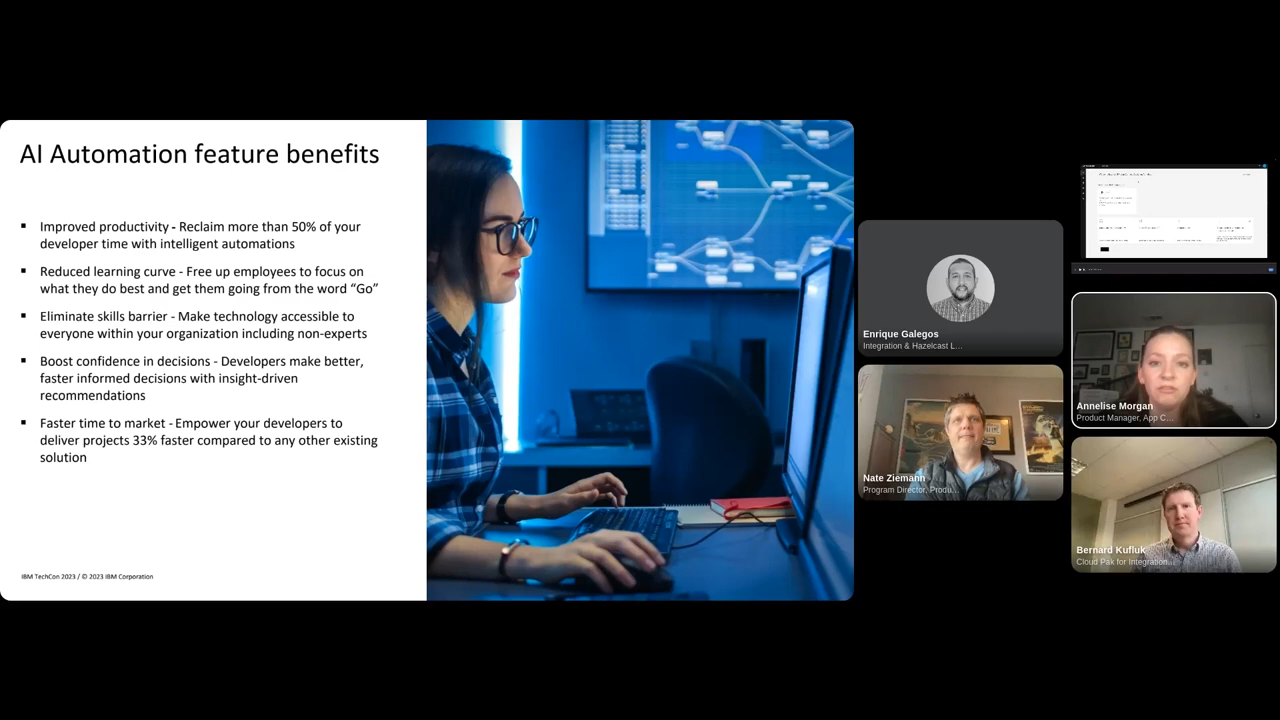 AI Automation feature benefits
Improved productivity - Reclaim more than 50% of your
developer time with intelligent automations
Reduced learning curve - Free up employees to focus on
what they do best and get them going from the word “Go”
Eliminate skills barrier - Make technology accessible to
everyone within your organization including non-experts
Boost confidence in decisions - Developers make better,
faster informed decisions with insight-driven
recommendations
Faster time to market - Empower your developers to
deliver projects 33% faster compared to any other existing
solution
IBM TechCon 2023 / © 2023 IBM Corporation
Enrique Galegos
Integration & Hazelcast L...
Nate Ziemann
Program Director, Produ...
Annelise Morgan
Product Manager, App C...
Bernard Kufluk
Cloud Pak for Integration...